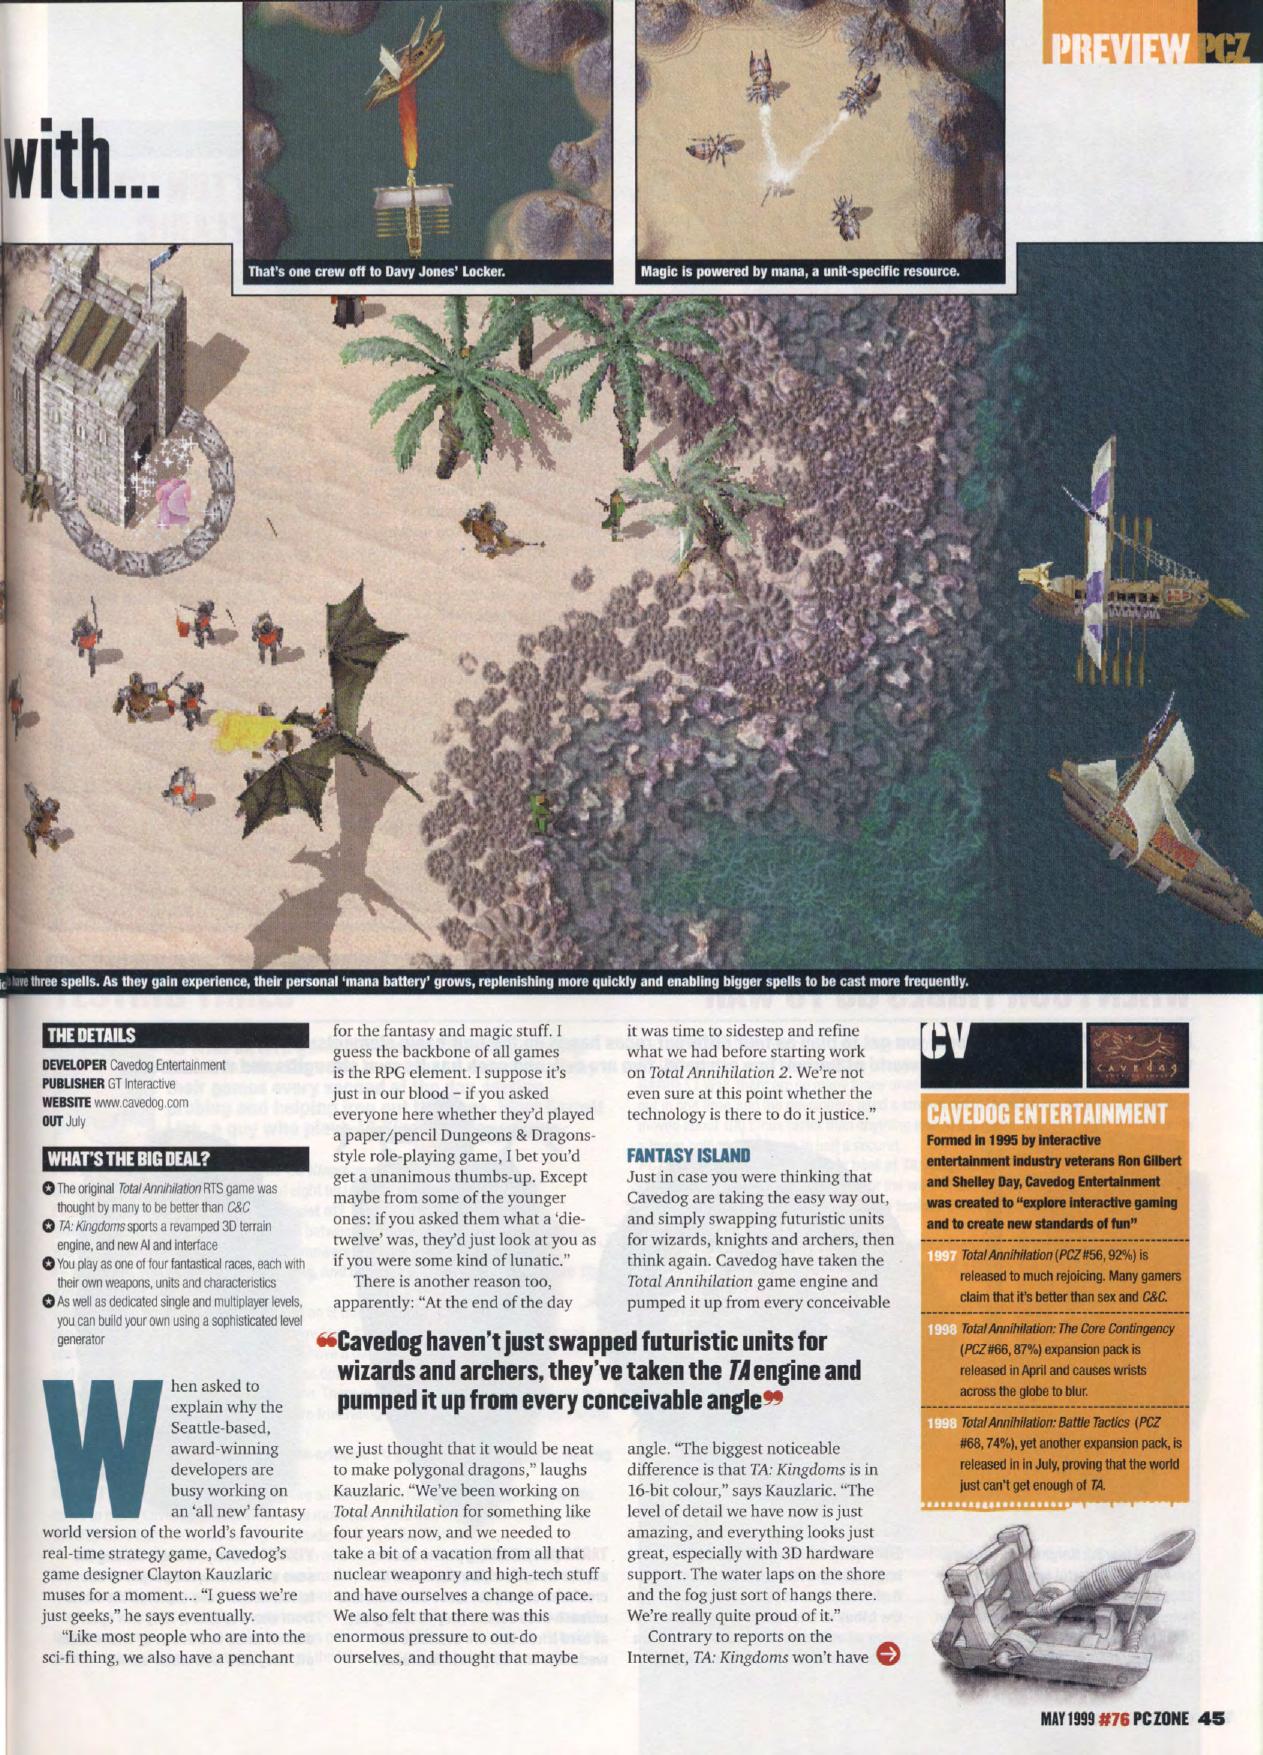 PREVIEW PCZ
with...
That's one crew off to Davy Jones' Locker.
Magic is powered by mana, a unit-specific resource.
have three spells. As they gain experience, their personal 'mana battery' grows, replenishing more quickly and enabling bigger spells to be cast more frequently.
THE DETAILS
DEVELOPER Cavedog Entertainment
PUBLISHER GT Interactive
WEBSITE www.cavedog.com
OUT July
WHAT'S THE BIG DEAL?
The original Total Annihilation RTS game was
thought by many to be better than C&C
TA: Kingdoms sports a revamped 3D terrain
engine, and new AI and interface
You play as one of four fantastical races, each with
their own weapons, units and characteristics
As well as dedicated single and multiplayer levels,
you can build your own using a sophisticated level
generator
When asked to
explain why the
Seattle-based,
award-winning
developers are
busy working on
an 'all new' fantasy
world version of the world's favourite
real-time strategy game, Cavedog's
game designer Clayton Kauzlaric
muses for a moment... “I guess we're
just geeks,” he says eventually.
“Like most people who are into the
sci-fi thing, we also have a penchant
for the fantasy and magic stuff. I
guess the backbone of all games
is the RPG element. I suppose it's
just in our blood – if you asked
everyone here whether they'd played
a paper/pencil Dungeons & Dragons-
style role-playing game, I bet you'd
get a unanimous thumbs-up. Except
maybe from some of the younger
ones: if you asked them what a 'die-
twelve' was, they'd just look at you as
if you were some kind of lunatic.”
There is another reason too,
apparently: “At the end of the day
“Cavedog haven't just swapped futuristic units for
wizards and archers, they've taken the TA engine and
pumped it up from every conceivable angle”
we just thought that it would be neat
to make polygonal dragons,” laughs
Kauzlaric. “We've been working on
Total Annihilation for something like
four years now, and we needed to
take a bit of a vacation from all that
nuclear weaponry and high-tech stuff
and have ourselves a change of pace.
We also felt that there was this
enormous pressure to out-do
ourselves, and thought that maybe
it was time to sidestep and refine
what we had before starting work
on Total Annihilation 2. We're not
even sure at this point whether the
technology is there to do it justice.”
FANTASY ISLAND
Just in case you were thinking that
Cavedog are taking the easy way out,
and simply swapping futuristic units
for wizards, knights and archers, then
think again. Cavedog have taken the
Total Annihilation game engine and
pumped it up from every conceivable
angle. “The biggest noticeable
difference is that TA: Kingdoms is in
16-bit colour,” says Kauzlaric. “The
level of detail we have now is just
amazing, and everything looks just
great, especially with 3D hardware
support. The water laps on the shore
and the fog just sort of hangs there.
We're really quite proud of it.”
Contrary to reports on the
Internet, TA: Kingdoms won't have
CV
CAVEDOG
CAVEDOG ENTERTAINMENT
Formed in 1995 by interactive
entertainment industry veterans Ron Gilbert
and Shelley Day, Cavedog Entertainment
was created to “explore interactive gaming
and to create new standards of fun”
1997 Total Annihilation (PCZ #56, 92%) is
released to much rejoicing. Many gamers
claim that it's better than sex and C&C.
1998 Total Annihilation: The Core Contingency
(PCZ #66, 87%) expansion pack is
released in April and causes wrists
across the globe to blur.
1998 Total Annihilation: Battle Tactics (PCZ
#68, 74%), yet another expansion pack, is
released in in July, proving that the world
just can't get enough of TA.
MAY 1999 #76 PC ZONE 45